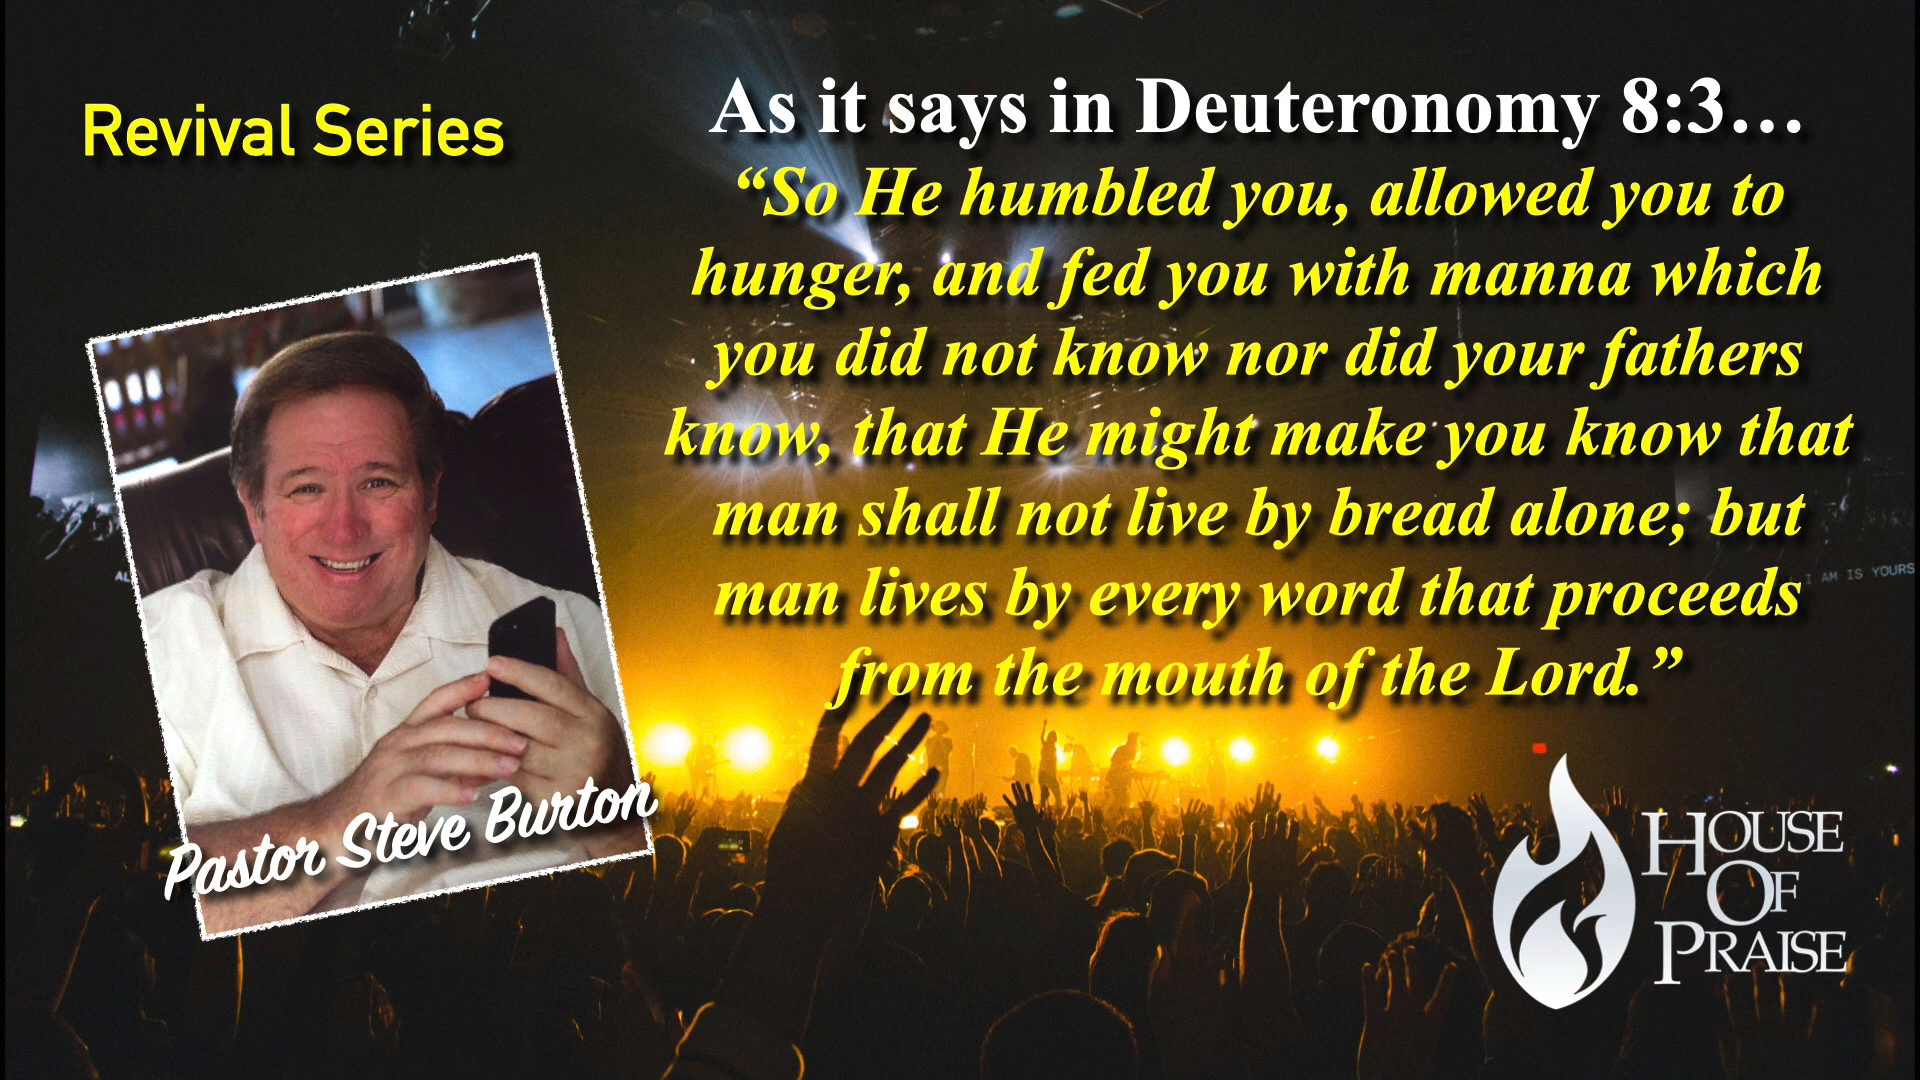 Revival Series
As it says in Deuteronomy 8:3…
“So He humbled you, allowed you to
hunger, and fed you with manna which
you did not know nor did your fathers
know, that He might make you know that
man shall not live by bread alone; but
man lives by every word that proceeds
from the mouth of the Lord.”
I AM IS YOURS
Pastor Steve Burton
HOUSE
OF
PRAISE